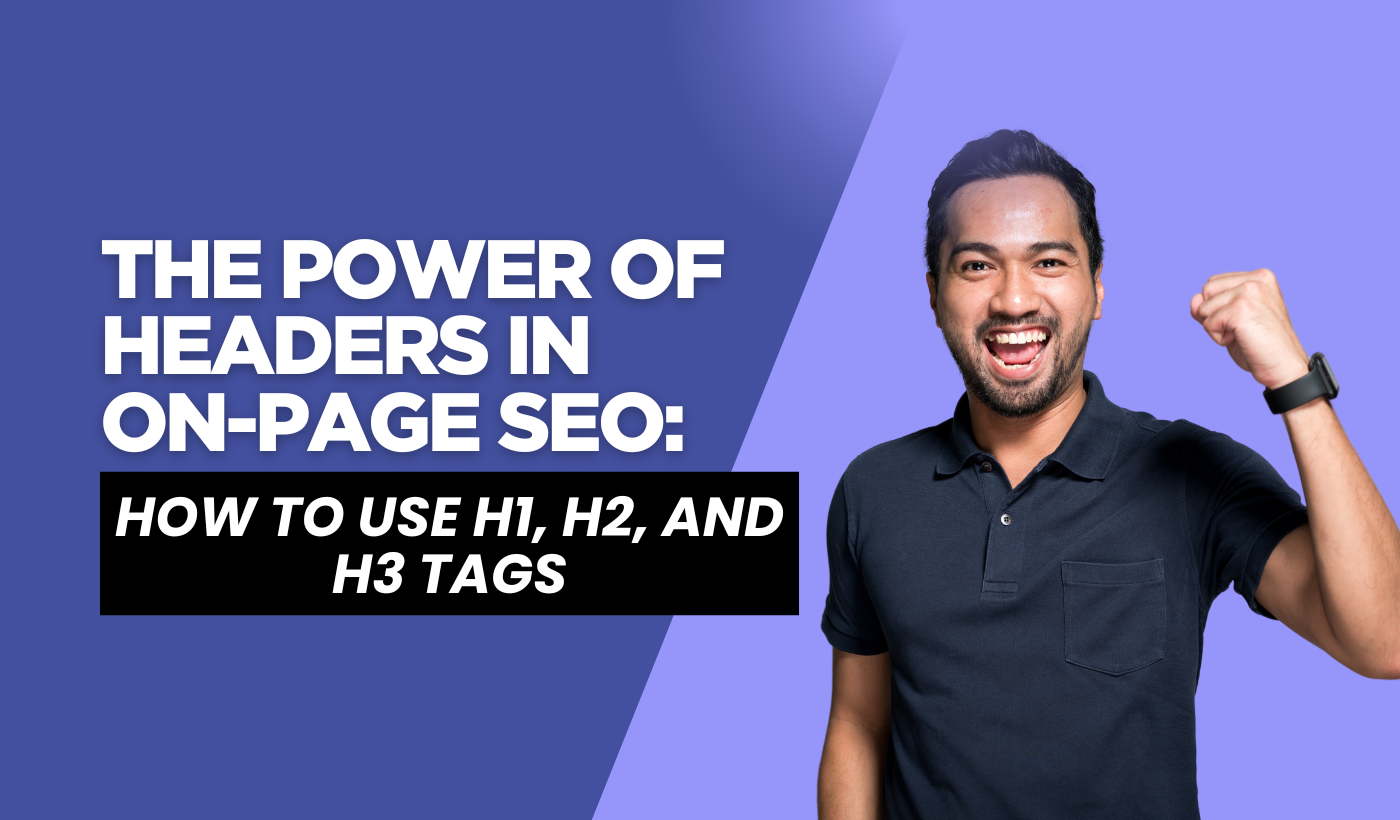 THE POWER OF
HEADERS IN
ON-PAGE SEO:
HOW TO USE H1, H2, AND
H3 TAGS